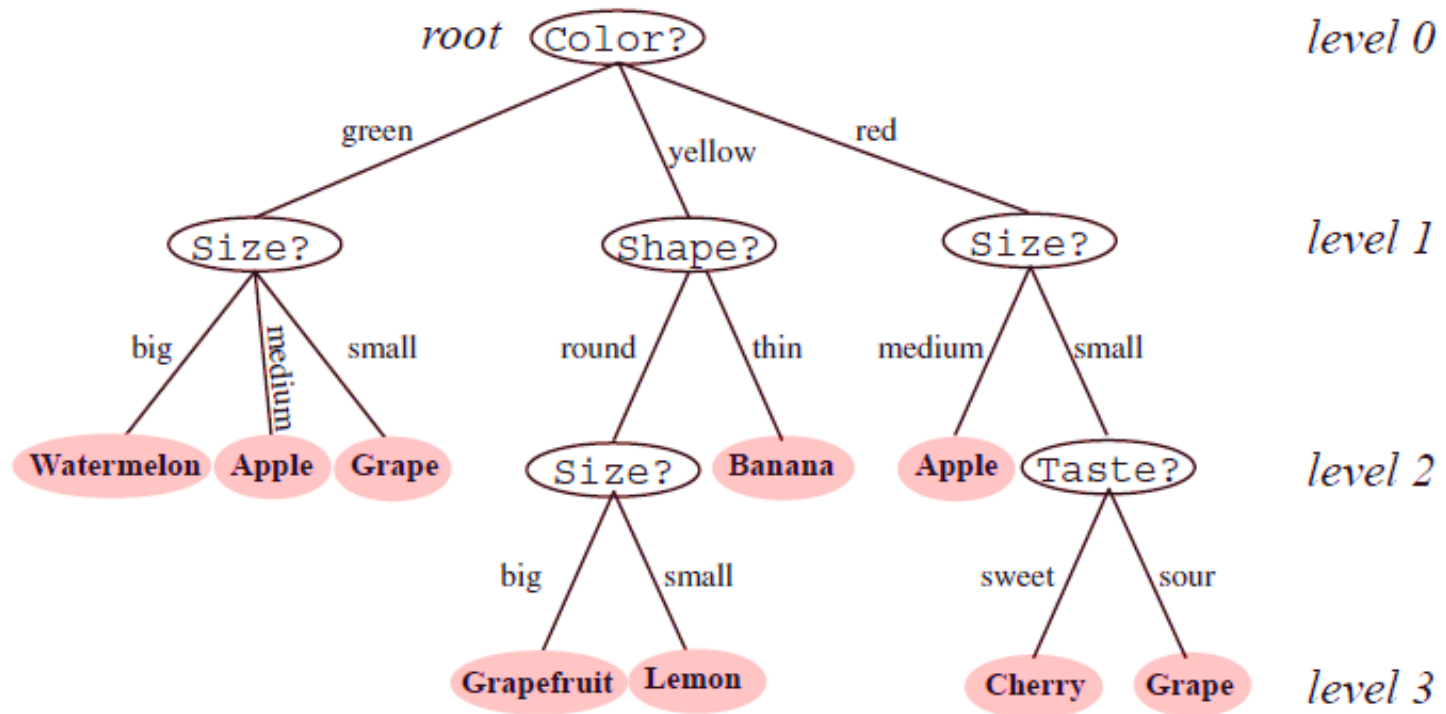 root Color? level 0
green yellow red
Size? Shape? Size? level 1
big medium small round thin medium small
Watermelon Apple Grape Size? Banana Apple Taste? level 2
big small sweet sour
Grapefruit Lemon Cherry Grape level 3